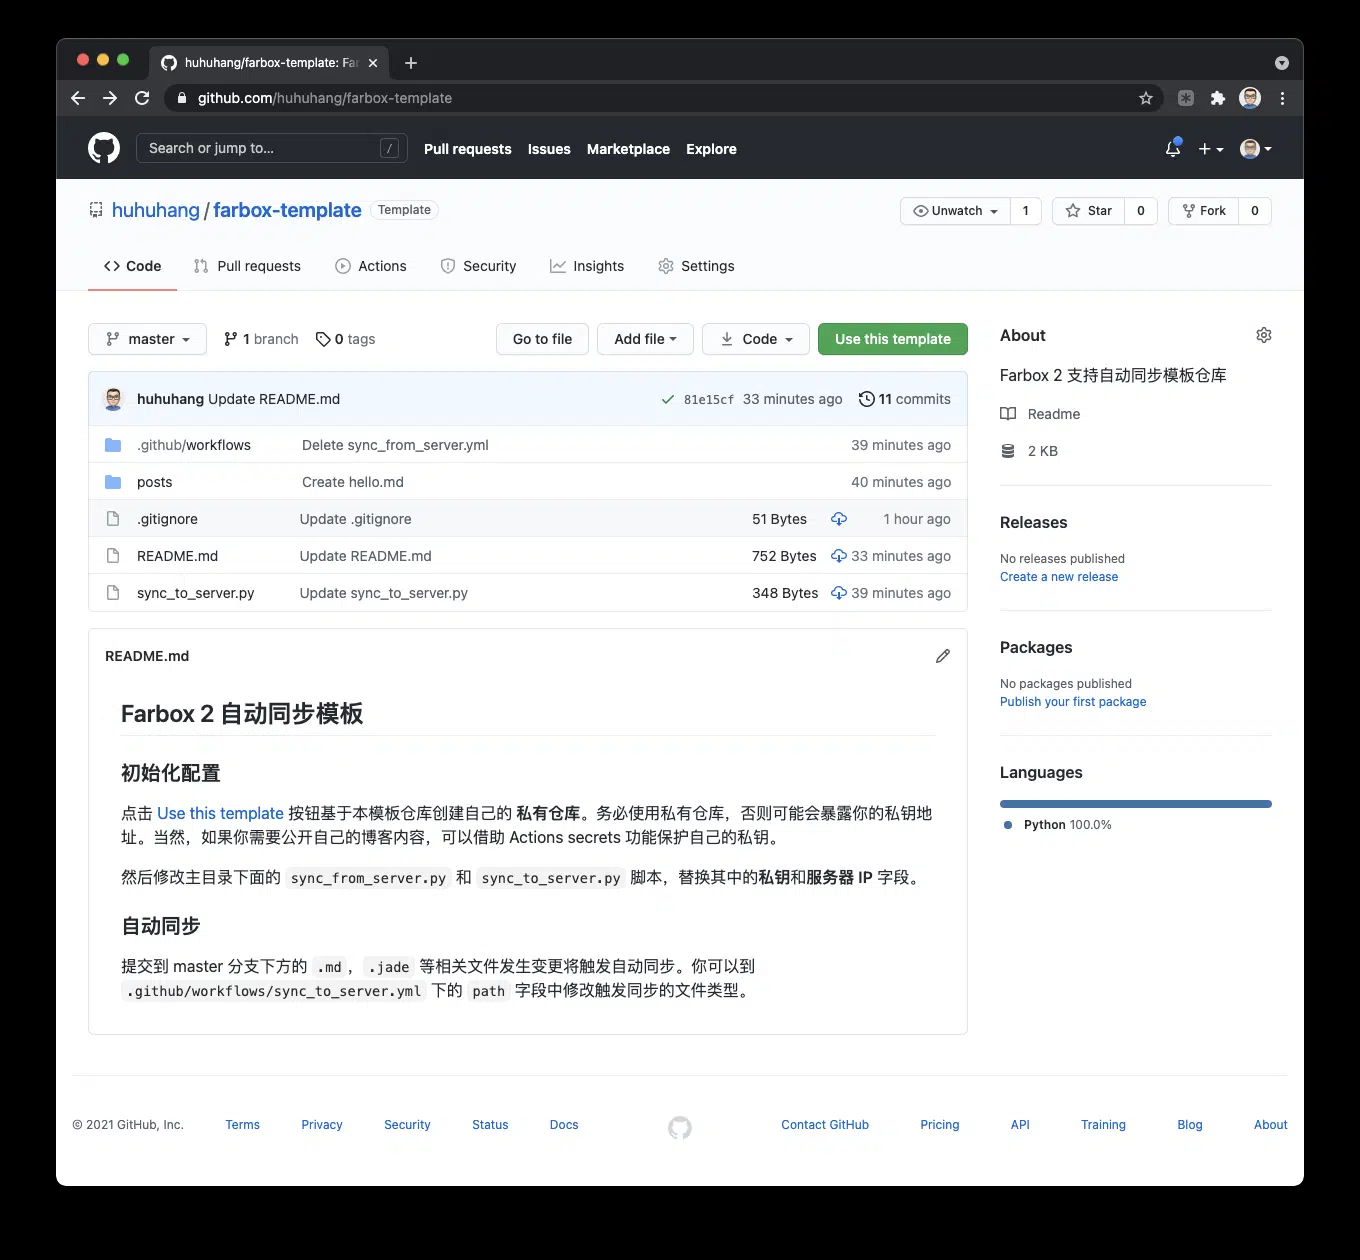 huhuhang/farbox-template: Fa
github.com/huhuhang/farbox-template
Search or jump to... /
Pull requests Issues Marketplace Explore
huhuhang / farbox-template Template
Unwatch 1 Star 0 Fork 0
Code Pull requests Actions Security Insights Settings
master 1 branch 0 tags Go to file Add file Code Use this template
huhuhang Update README.md 81e15cf 33 minutes ago 11 commits
.github/workflows Delete sync_from_server.yml 39 minutes ago
posts Create hello.md 40 minutes ago
.gitignore Update .gitignore 51 Bytes 1 hour ago
README.md Update README.md 752 Bytes 33 minutes ago
sync_to_server.py Update sync_to_server.py 348 Bytes 39 minutes ago
README.md
Farbox 2 自动同步模板
初始化配置
点击 Use this template 按钮基于本模板仓库创建自己的 私有仓库。务必使用私有仓库，否则可能会暴露你的私钥地
址。当然，如果你需要公开自己的博客内容，可以借助 Actions secrets 功能保护自己的私钥。
然后修改主目录下面的 sync_from_server.py 和 sync_to_server.py 脚本，替换其中的私钥和服务器 IP 字段。
自动同步
提交到 master 分支下方的 .md，.jade 等相关文件发生变更将触发自动同步。你可以到
.github/workflows/sync_to_server.yml 下的 path 字段中修改触发同步的文件类型。
About
Farbox 2 支持自动同步模板仓库
Readme
2 KB
Releases
No releases published
Create a new release
Packages
No packages published
Publish your first package
Languages
Python 100.0%
© 2021 GitHub, Inc. Terms Privacy Security Status Docs Contact GitHub Pricing API Training Blog About